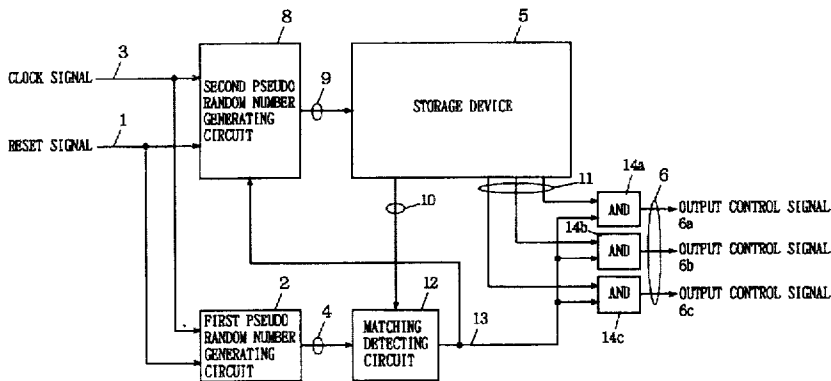 8
5
3
CLOCK SIGNAL
SECOND PSEUDO
RANDOM NUMBER
GENERATING
CIRCUIT
9
STORAGE DEVICE
1
RESET SIGNAL
11
14a
6
10
AND
OUTPUT CONTROL SIGNAL
6a
14b
AND
OUTPUT CONTROL SIGNAL
6b
2
12
AND
OUTPUT CONTROL SIGNAL
6c
FIRST PSEUDO
RANDOM NUMBER
GENERATING
CIRCUIT
4
MATCHING
DETECTING
CIRCUIT
13
14c